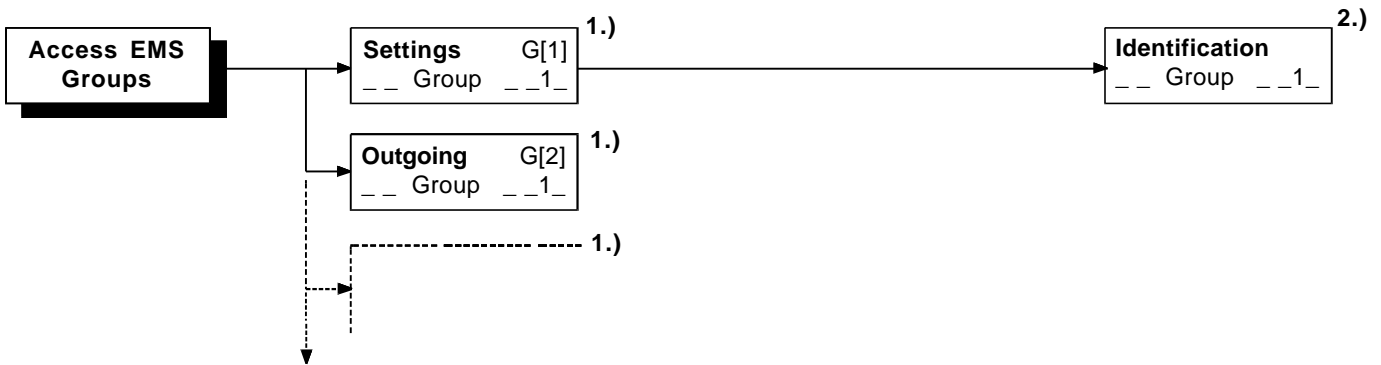 1.)
2.)
Access EMS
Groups
Settings G[1]
_ _ Group _ _1_
Identification
_ _ Group _ _1_
1.)
Outgoing G[2]
_ _ Group _ _1_
1.)